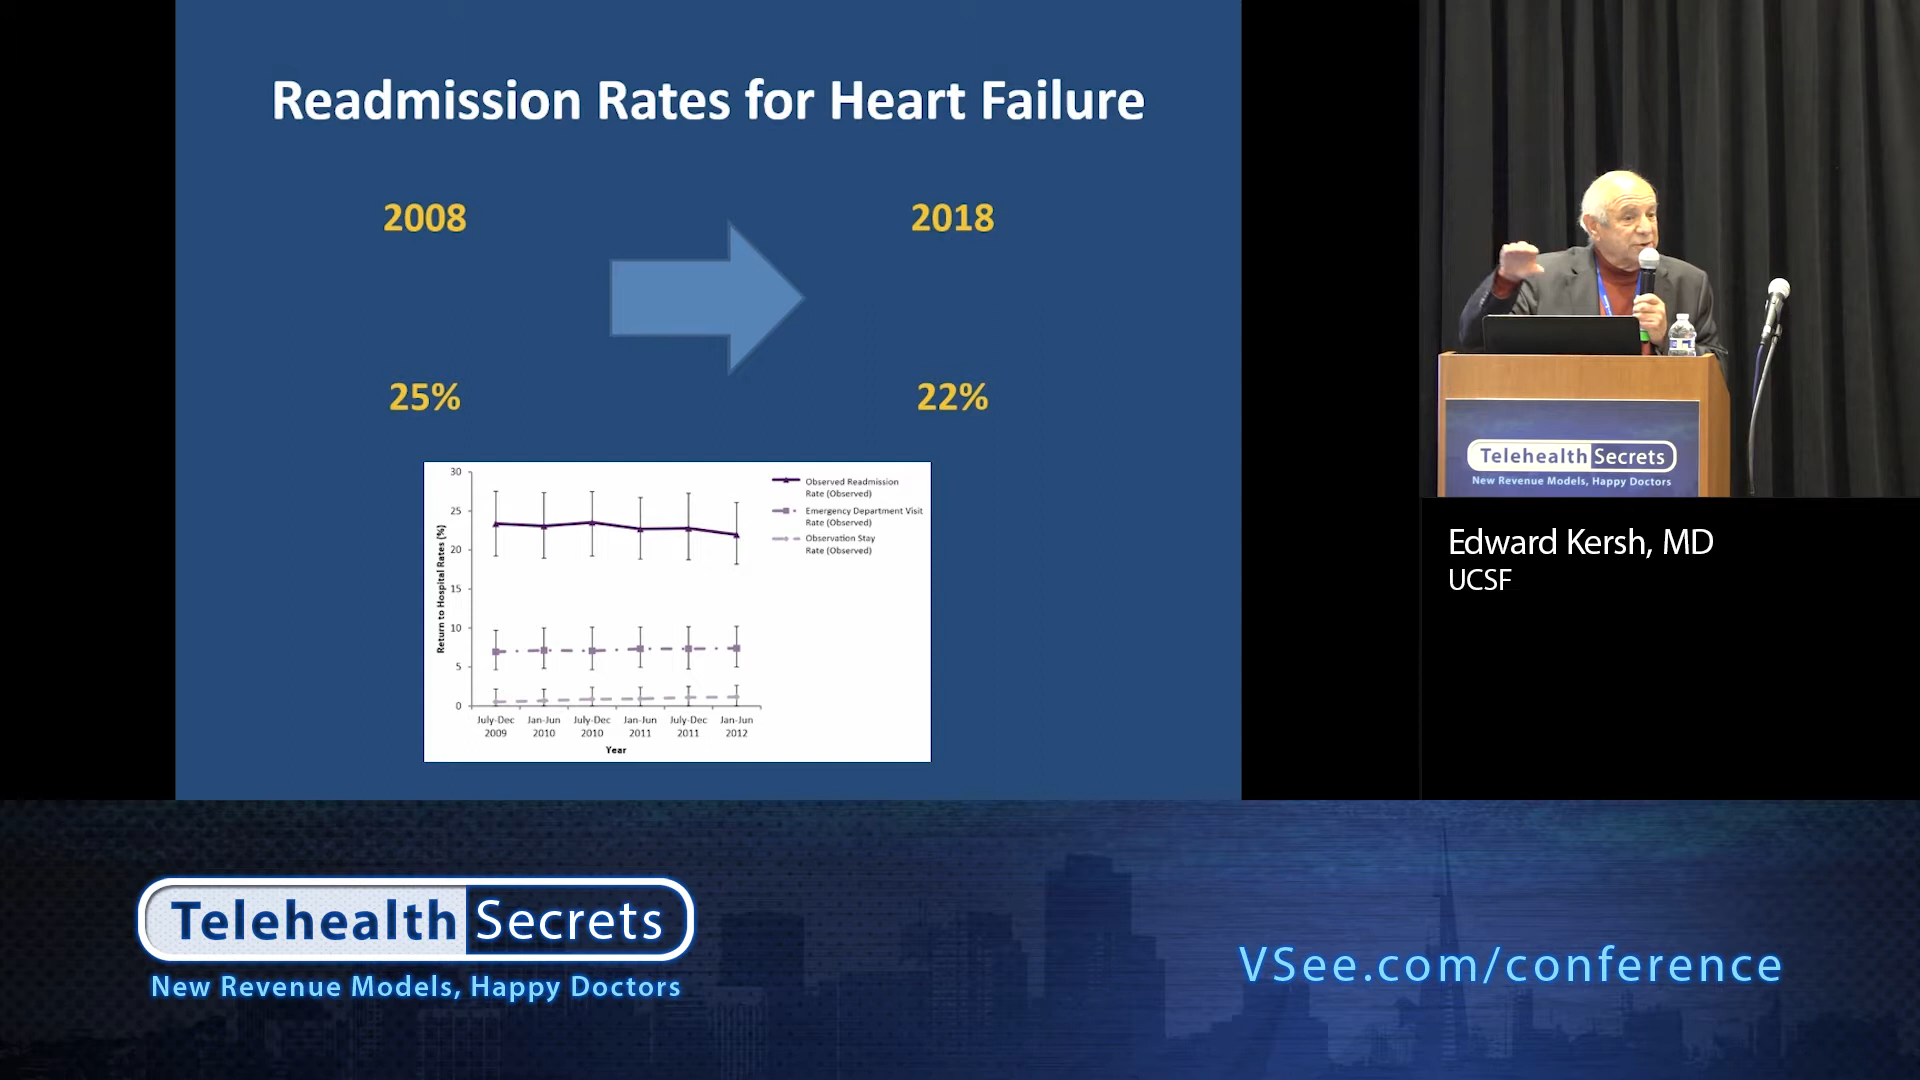 Readmission Rates for Heart Failure
2008
2018
25%
22%
30
25
20
15
10
5
0
Return to Hospital Rates (%)
July-Dec
2009
Jan-Jun
2010
July-Dec
2010
Jan-Jun
2011
July-Dec
2011
Jan-Jun
2012
Year
Observed Readmission
Rate (Observed)
Emergency Department Visit
Rate (Observed)
Observation Stay
Rate (Observed)
Telehealth Secrets
New Revenue Models, Happy Doctors
Edward Kersh, MD
UCSF
Telehealth Secrets
New Revenue Models, Happy Doctors
VSee.com/conference